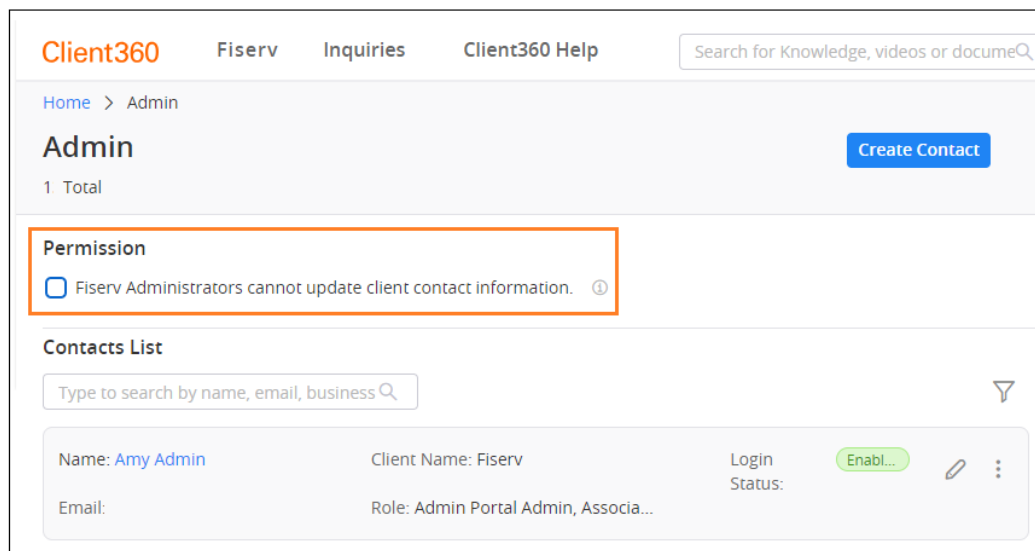 Client360 Fiserv Inquiries Client360 Help Search for Knowledge, videos or docume
Home > Admin
Admin
Create Contact
1 Total
Permission
Fiserv Administrators cannot update client contact information.
Contacts List
Type to search by name, email, business
Name: Amy Admin Client Name: Fiserv Login Status: Enabl...
Email: Role: Admin Portal Admin, Associa...